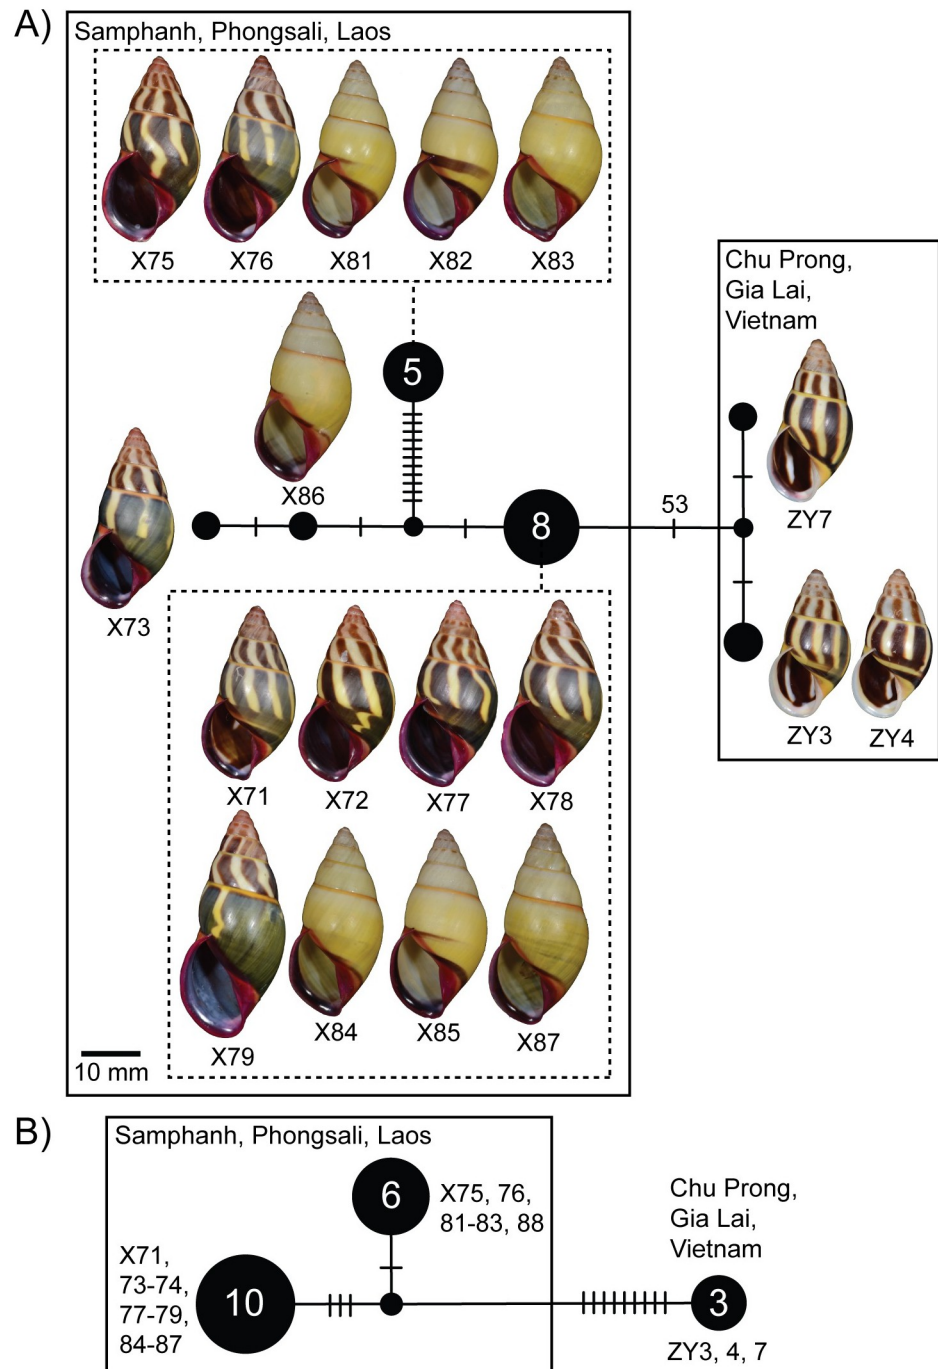 A)
Samphanh, Phongsali, Laos
X75 X76 X81 X82 X83
Chu Prong,
Gia Lai,
Vietnam
5
X86
ZY7
X73
8
53
ZY3 ZY4
X71 X72 X77 X78
X79 X84 X85 X87
10 mm
B)
Samphanh, Phongsali, Laos
6
X75, 76,
81-83, 88
Chu Prong,
Gia Lai,
Vietnam
X71,
73-74,
77-79,
84-87
10
3
ZY3, 4, 7